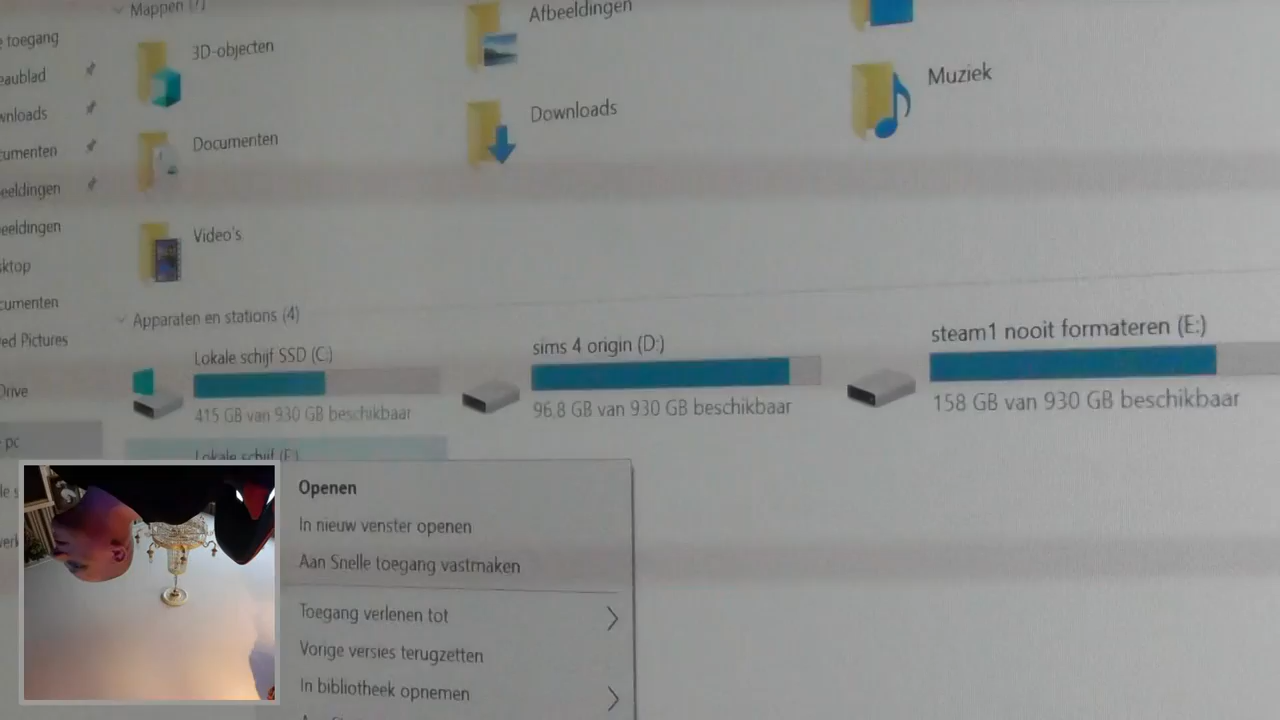 Mappen (7)
Afbeeldingen
3D-objecten
Muziek
Downloads
Documenten
Video's
toegang
eaublad
wnloads
cumenten
eeldingen
eeldingen
sktop
cumenten
ed Pictures
Drive
pc
Apparaten en stations (4)
Lokale schijf SSD (C:)
415 GB van 930 GB beschikbaar
sims 4 origin (D:)
96,8 GB van 930 GB beschikbaar
steam1 nooit formateren (E:)
158 GB van 930 GB beschikbaar
Lokale schijf (F:)
Openen
In nieuw venster openen
Aan Snelle toegang vastmaken
Toegang verlenen tot
Vorige versies terugzetten
In bibliotheek opnemen